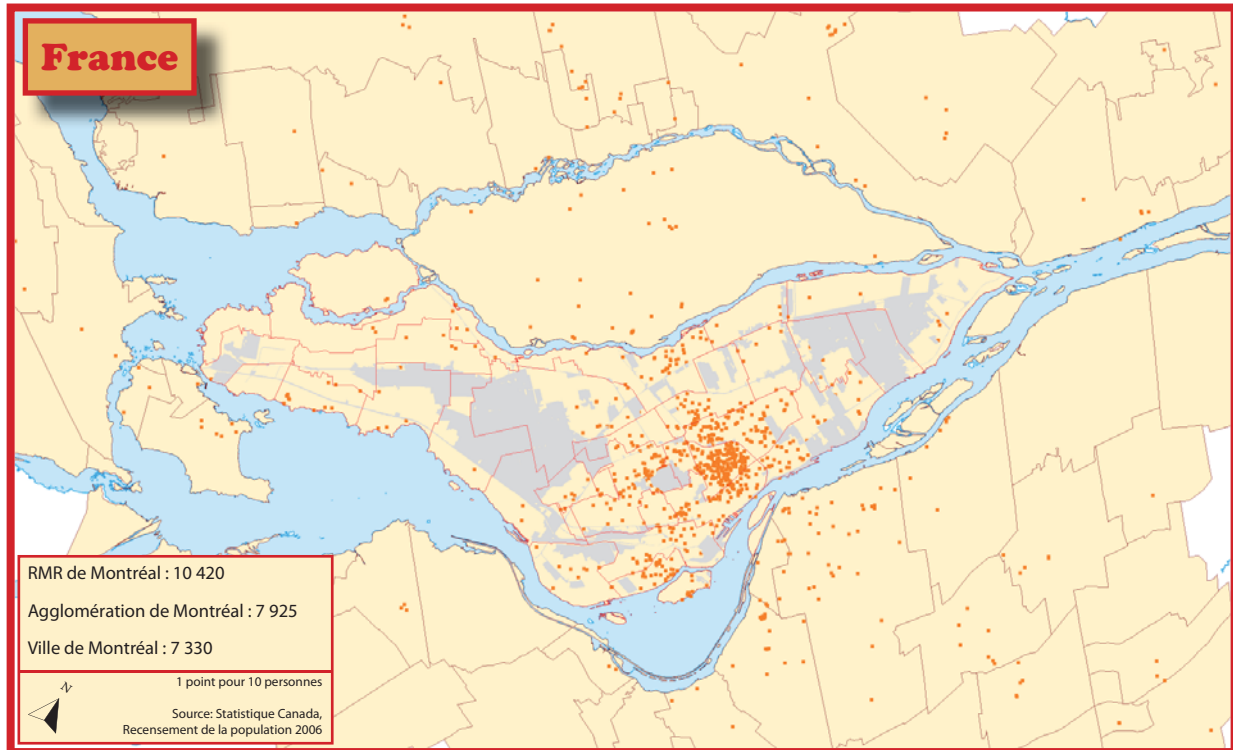 France
RMR de Montréal : 10 420
Agglomération de Montréal : 7 925
Ville de Montréal : 7 330
N
1 point pour 10 personnes
Source: Statistique Canada,
Recensement de la population 2006